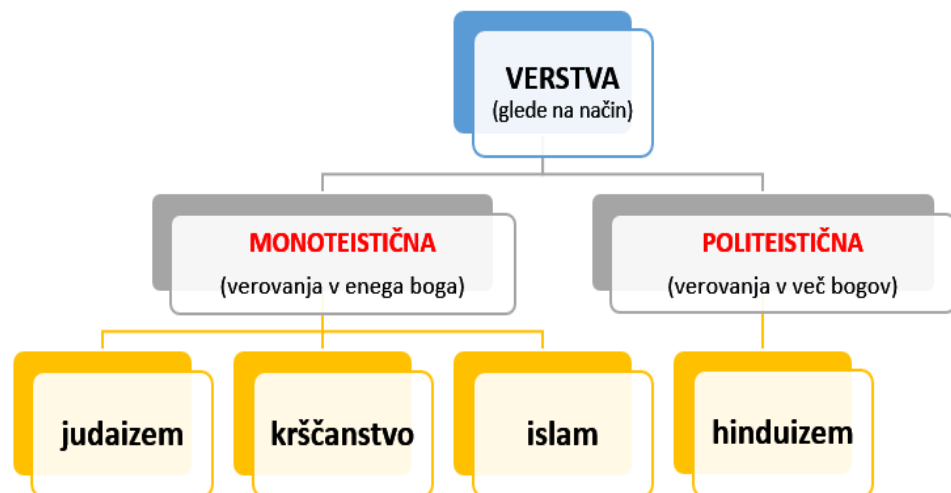 VERSTVA
(glede na način)
MONOTEISTIČNA
(verovanja v enega boga)
POLITEISTIČNA
(verovanja v več bogov)
judaizem
krščanstvo
islam
hinduizem